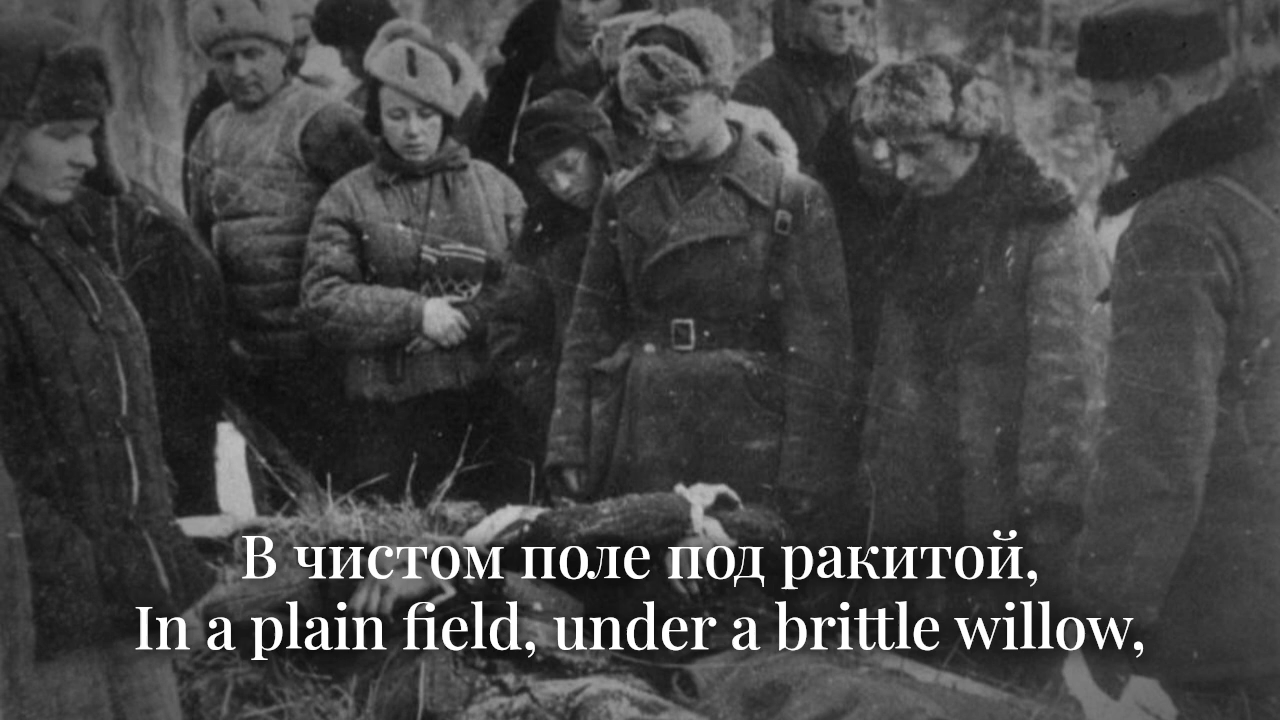 В чистом поле под ракитой,
In a plain field, under a brittle willow,